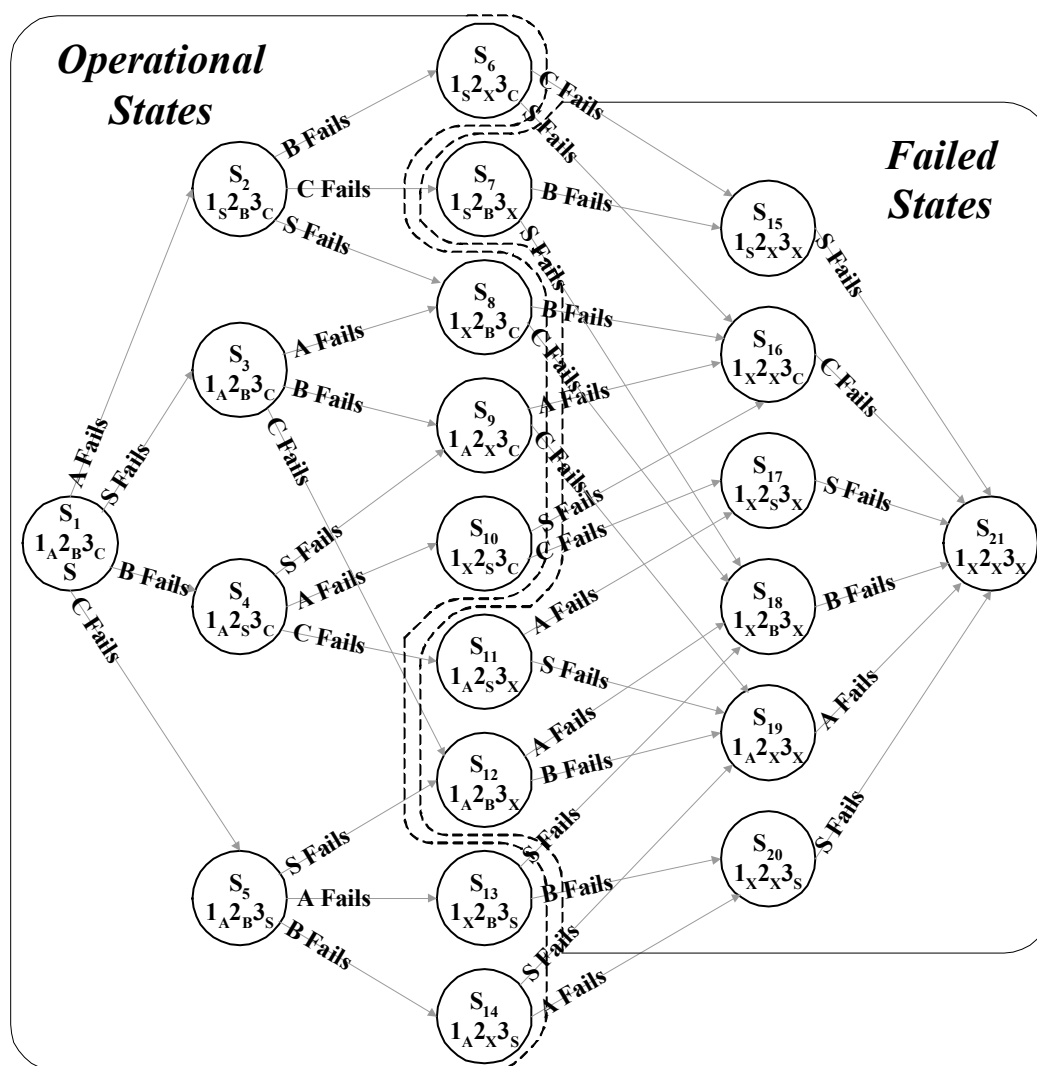 Operational
States
Failed
States
S1
1A2B3C
S
A Fails
S Fails
B Fails
C Fails
S2
1S2B3C
B Fails
C Fails
S Fails
S3
1A2B3C
A Fails
B Fails
C Fails
S4
1A2S3C
S Fails
A Fails
C Fails
S5
1A2B3S
S Fails
A Fails
B Fails
S6
1S2X3C
C Fails
S Fails
S7
1S2B3X
B Fails
S Fails
S8
1X2B3C
B Fails
C Fails
S9
1A2X3C
A Fails
C Fails
S10
1X2S3C
S Fails
C Fails
S11
1A2S3X
A Fails
S Fails
S12
1A2B3X
A Fails
B Fails
S13
1X2B3S
S Fails
B Fails
S14
1A2X3S
S Fails
A Fails
S15
1S2X3X
S Fails
S16
1X2X3C
C Fails
S17
1X2S3X
S Fails
S18
1X2B3X
B Fails
S19
1A2X3X
A Fails
S20
1X2X3S
S Fails
S21
1X2X3X